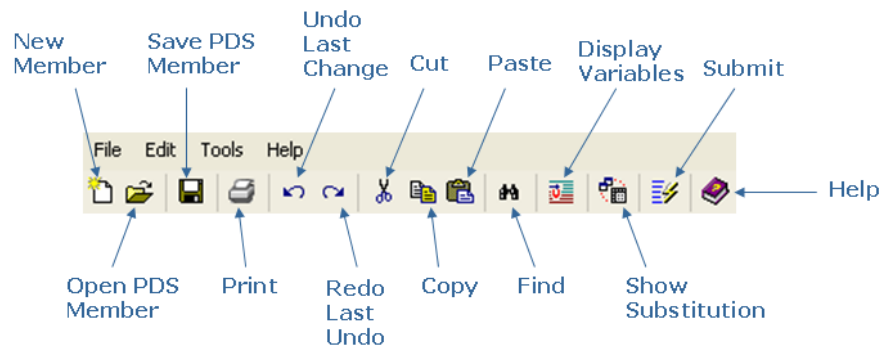 New
Member
Save PDS
Member
Undo
Last
Change
Cut
Paste
Display
Variables
Submit
File Edit Tools Help
Help
Open PDS
Member
Print
Redo
Last
Undo
Copy
Find
Show
Substitution